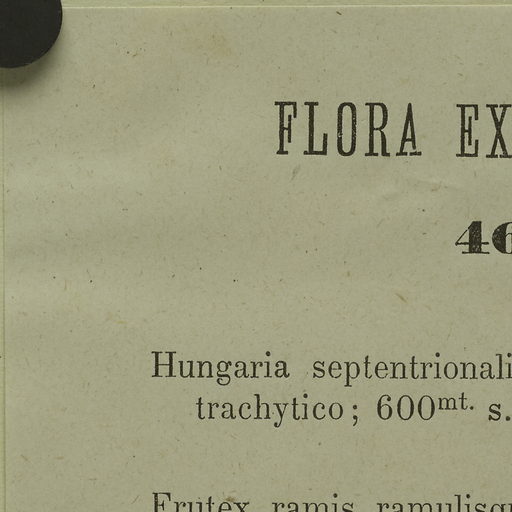 FLORA EX
46
Hungaria septentrionali
trachytico; 600mt. s.
Frutex ramis ramulisqu